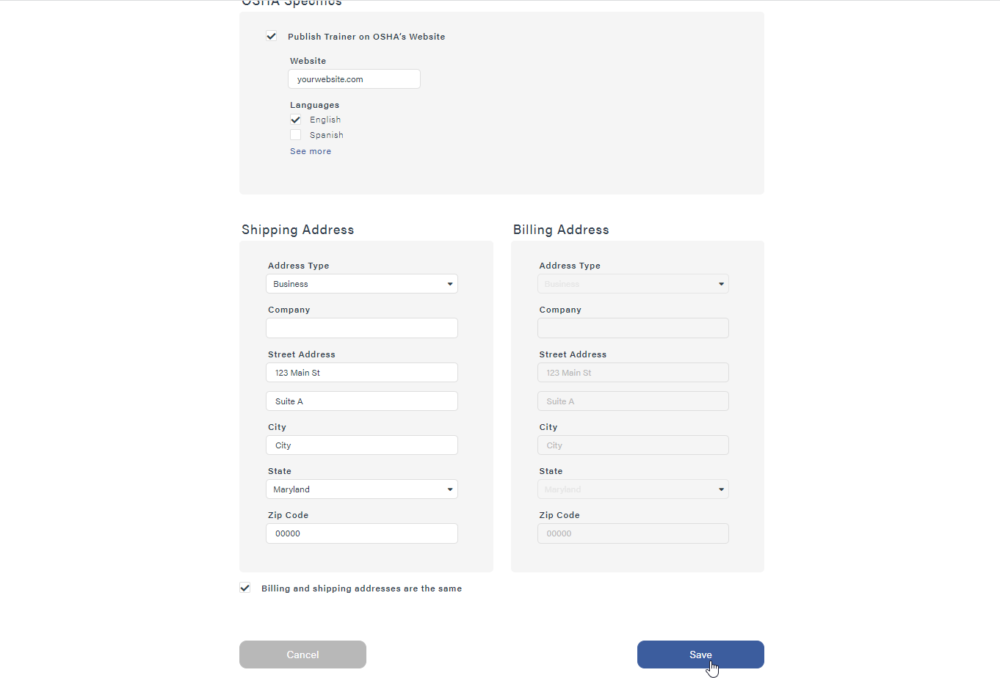 OSHA Specifics
Publish Trainer on OSHA's Website
Website
yourwebsite.com
Languages
English
Spanish
See more
Shipping Address
Address Type
Business
Company
Street Address
123 Main St
Suite A
City
City
State
Maryland
Zip Code
00000
Billing Address
Address Type
Business
Company
Street Address
123 Main St
Suite A
City
City
State
Maryland
Zip Code
00000
Billing and shipping addresses are the same
Cancel
Save